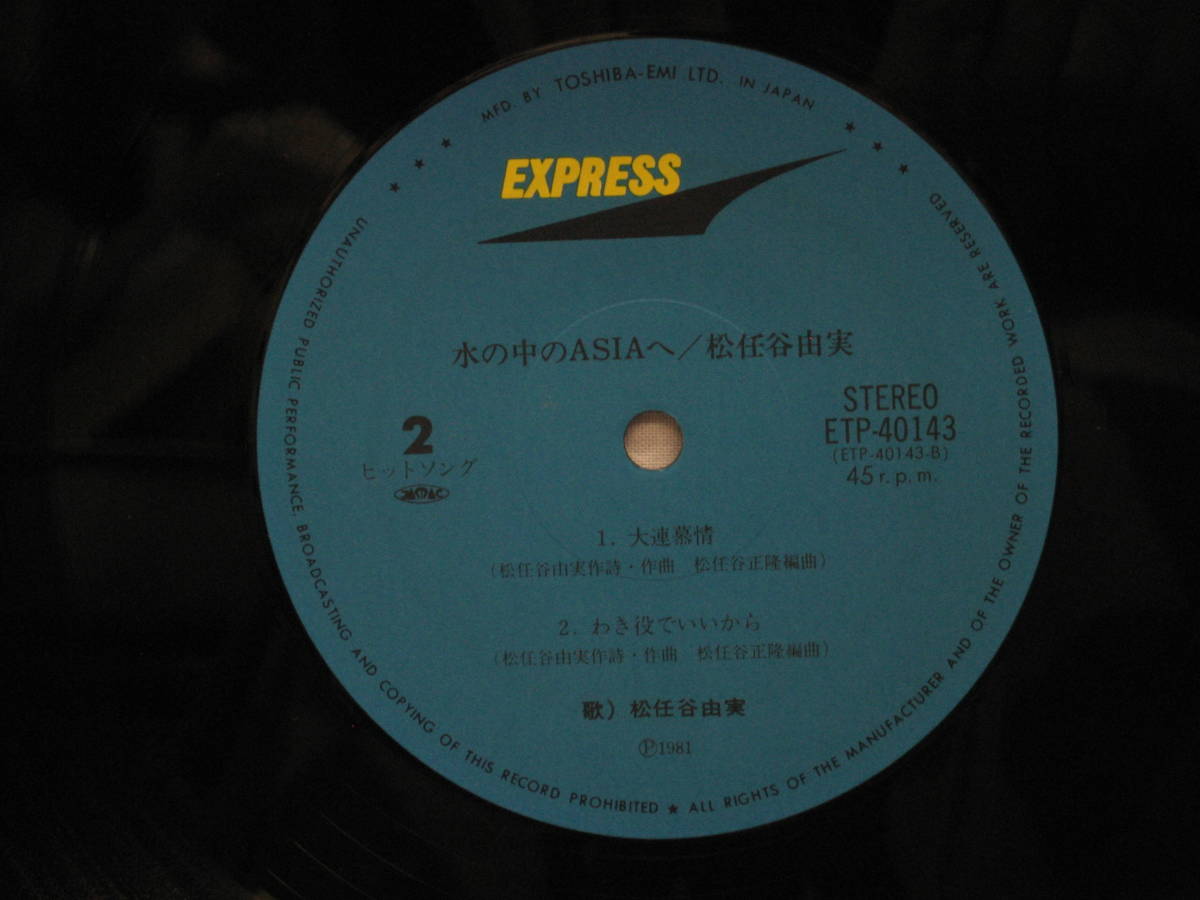 MFD. BY TOSHIBA-EMI LTD. IN JAPAN
EXPRESS
水の中のASIAへ／松任谷由実
2
ヒットソング
STEREO
ETP-40143
(ETP-40143-B)
45 r.p.m.
1. 大連慕情
(松任谷由実作詩・作曲　松任谷正隆編曲)
2. わき役でいいから
(松任谷由実作詩・作曲　松任谷正隆編曲)
歌）松任谷由実
Ⓟ1981
UNAUTHORIZED PUBLIC PERFORMANCE, BROADCASTING AND COPYING OF THIS RECORD PROHIBITED ★ ALL RIGHTS OF THE MANUFACTURER AND OF THE OWNER OF THE RECORDED WORK ARE RESERVED